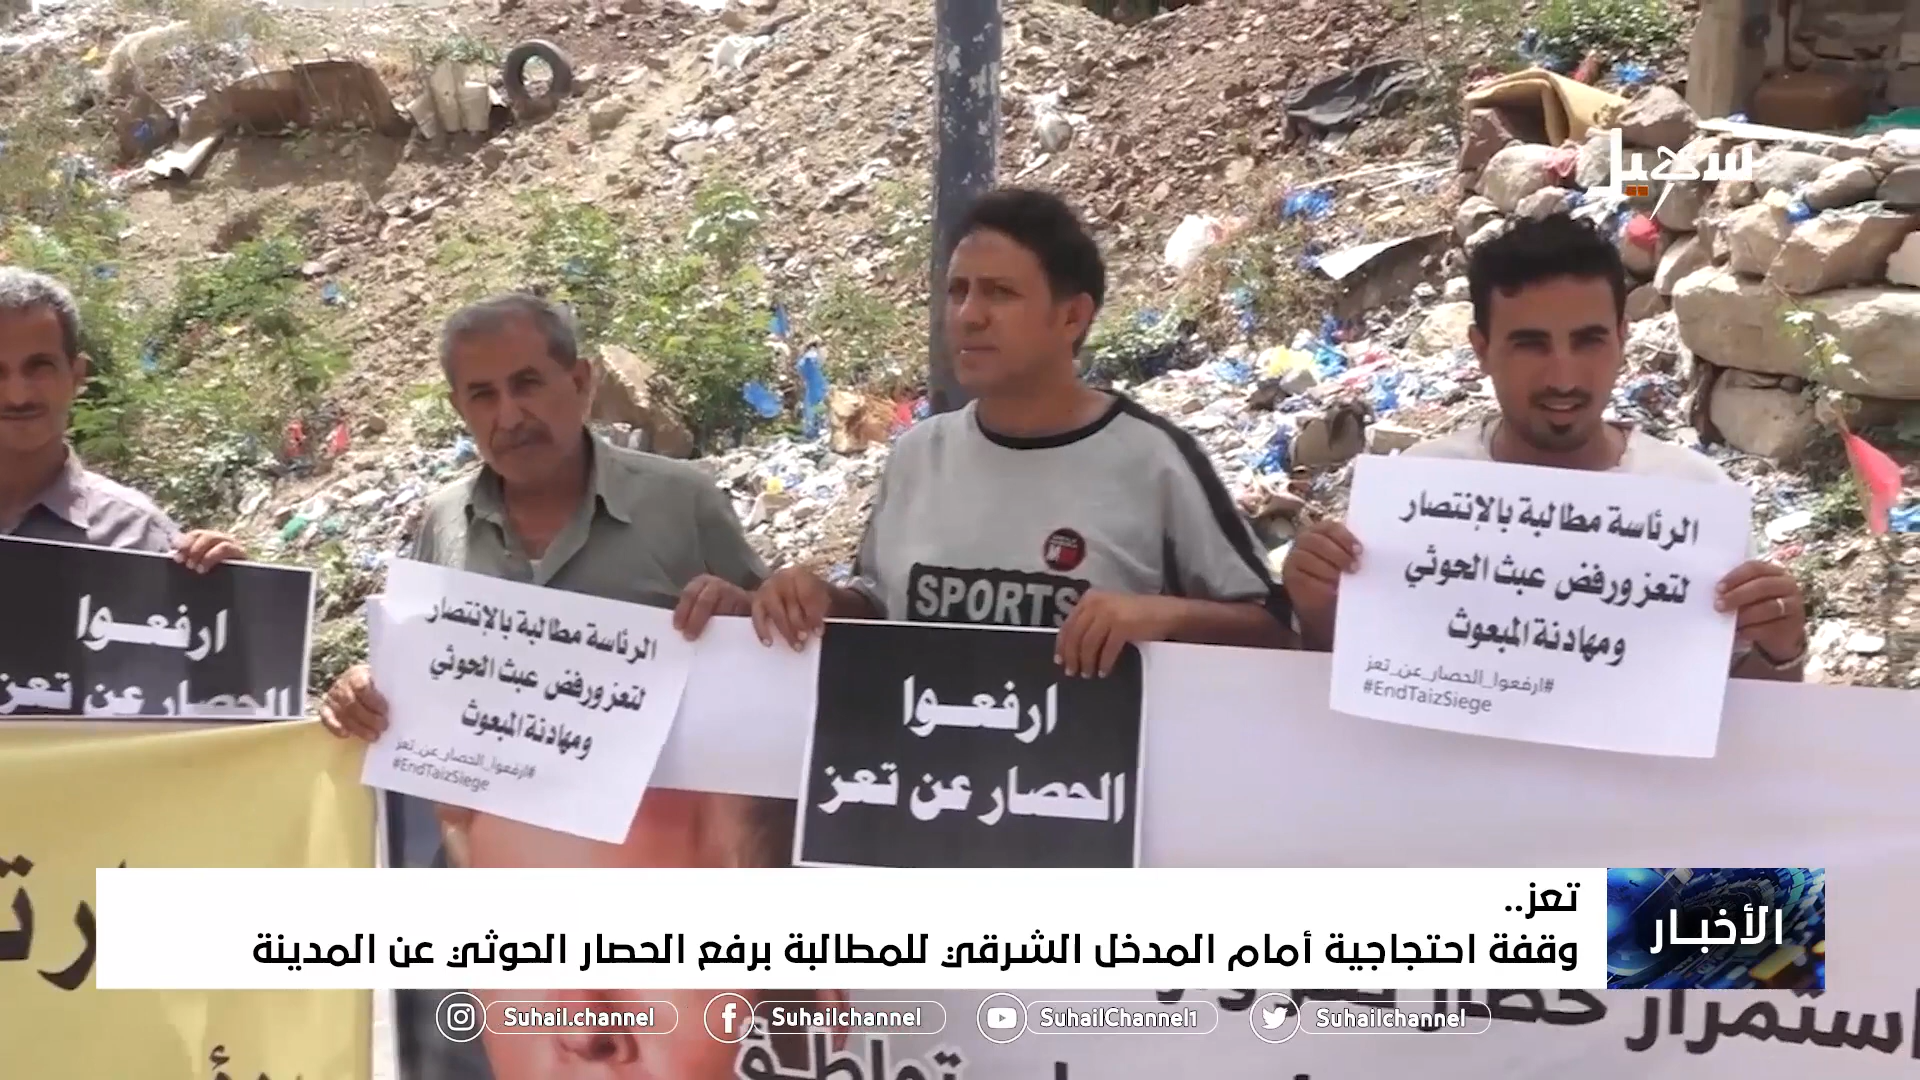 سهيل
الرئاسة مطالبة بالإنتصار
لتعز ورفض عبث الحوثي
ومهادنة المبعوث
#ارفعوا_الحصار_عن_تعز
#EndTaizSiege
SPORTS
ارفعوا
الحصار عن تعز
الرئاسة مطالبة بالإنتصار
لتعز ورفض عبث الحوثي
ومهادنة المبعوث
#ارفعوا_الحصار_عن_تعز
#EndTaizSiege
ارفعوا
الحصار عن تعز
الأخبار
تعز..
وقفة احتجاجية أمام المدخل الشرقي للمطالبة برفع الحصار الحوثي عن المدينة
استمرار
Suhail.channel
Suhailchannel
SuhailChannel1
Suhailchannel